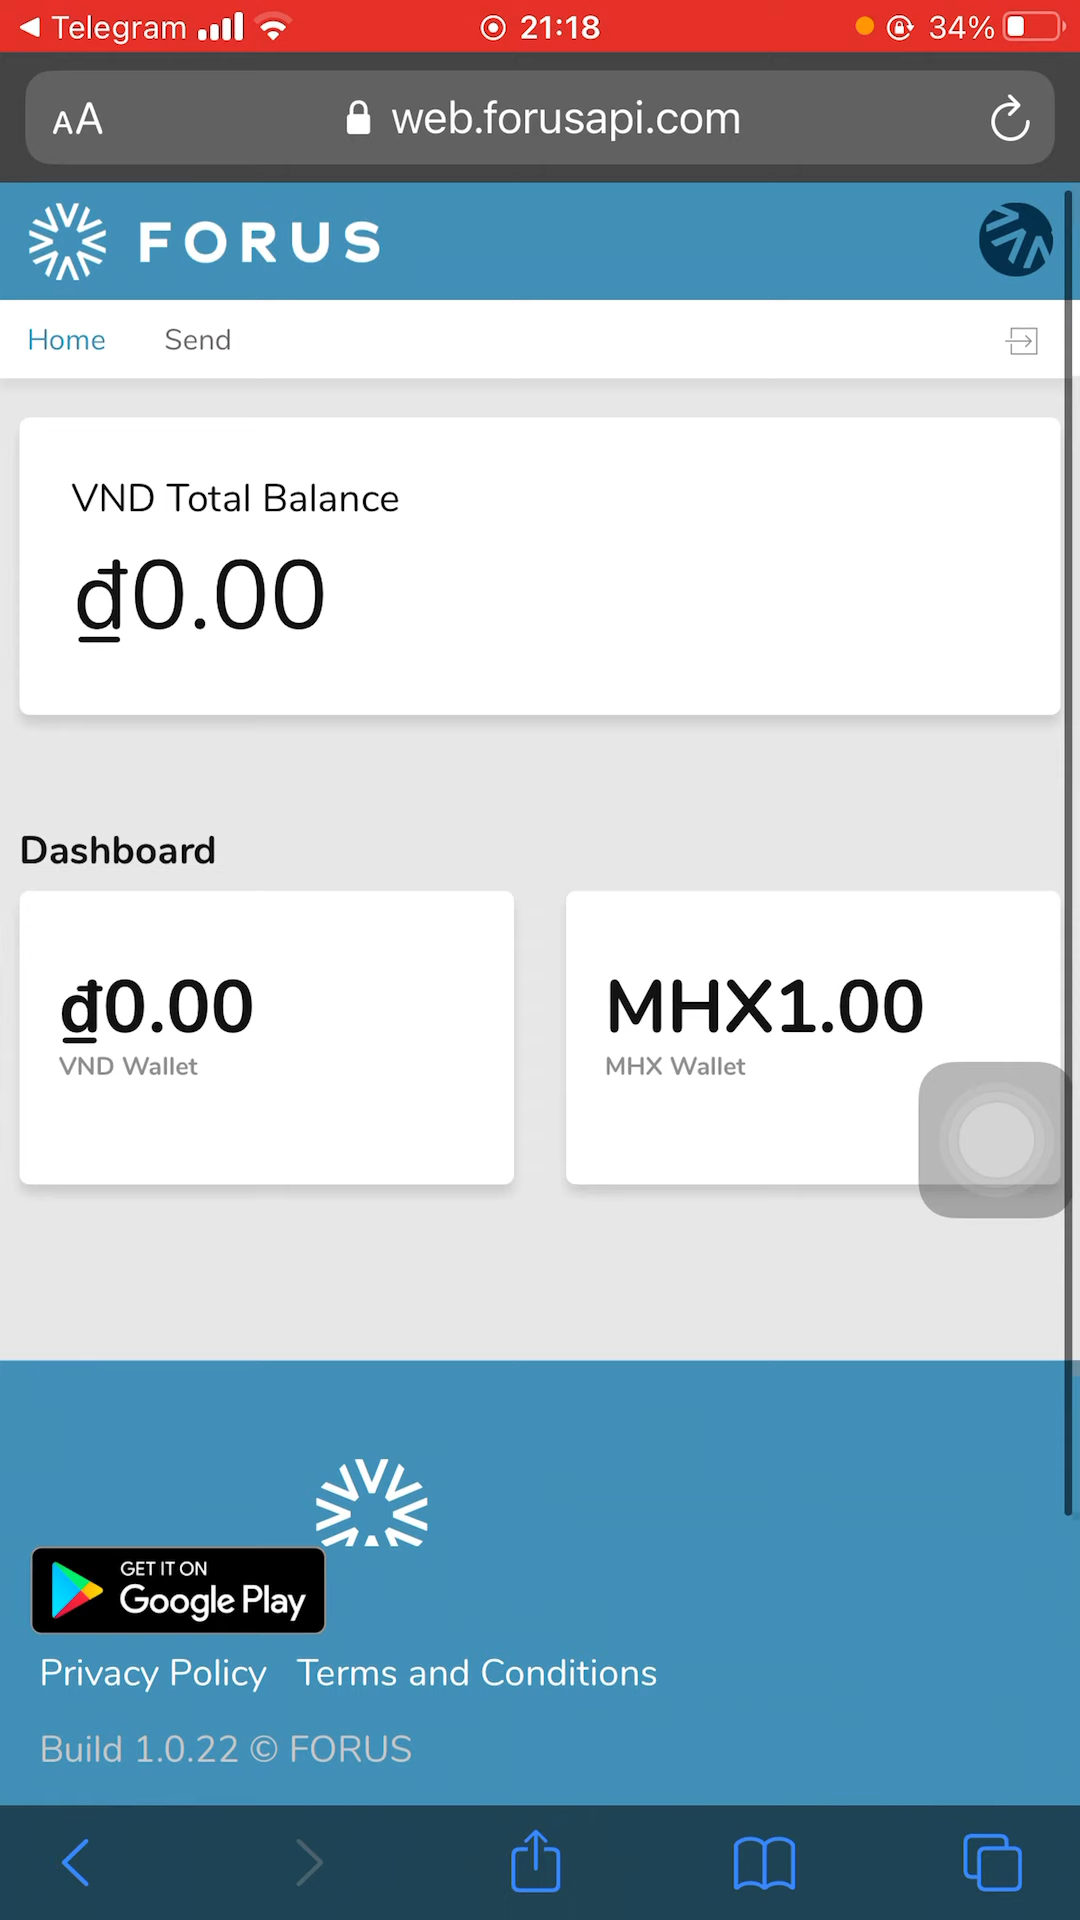 Telegram 21:18 34%
AA web.forusapi.com
FORUS
Home Send
VND Total Balance
₫0.00
Dashboard
₫0.00 MHX1.00
VND Wallet MHX Wallet
GET IT ON
Google Play
Privacy Policy Terms and Conditions
Build 1.0.22 © FORUS